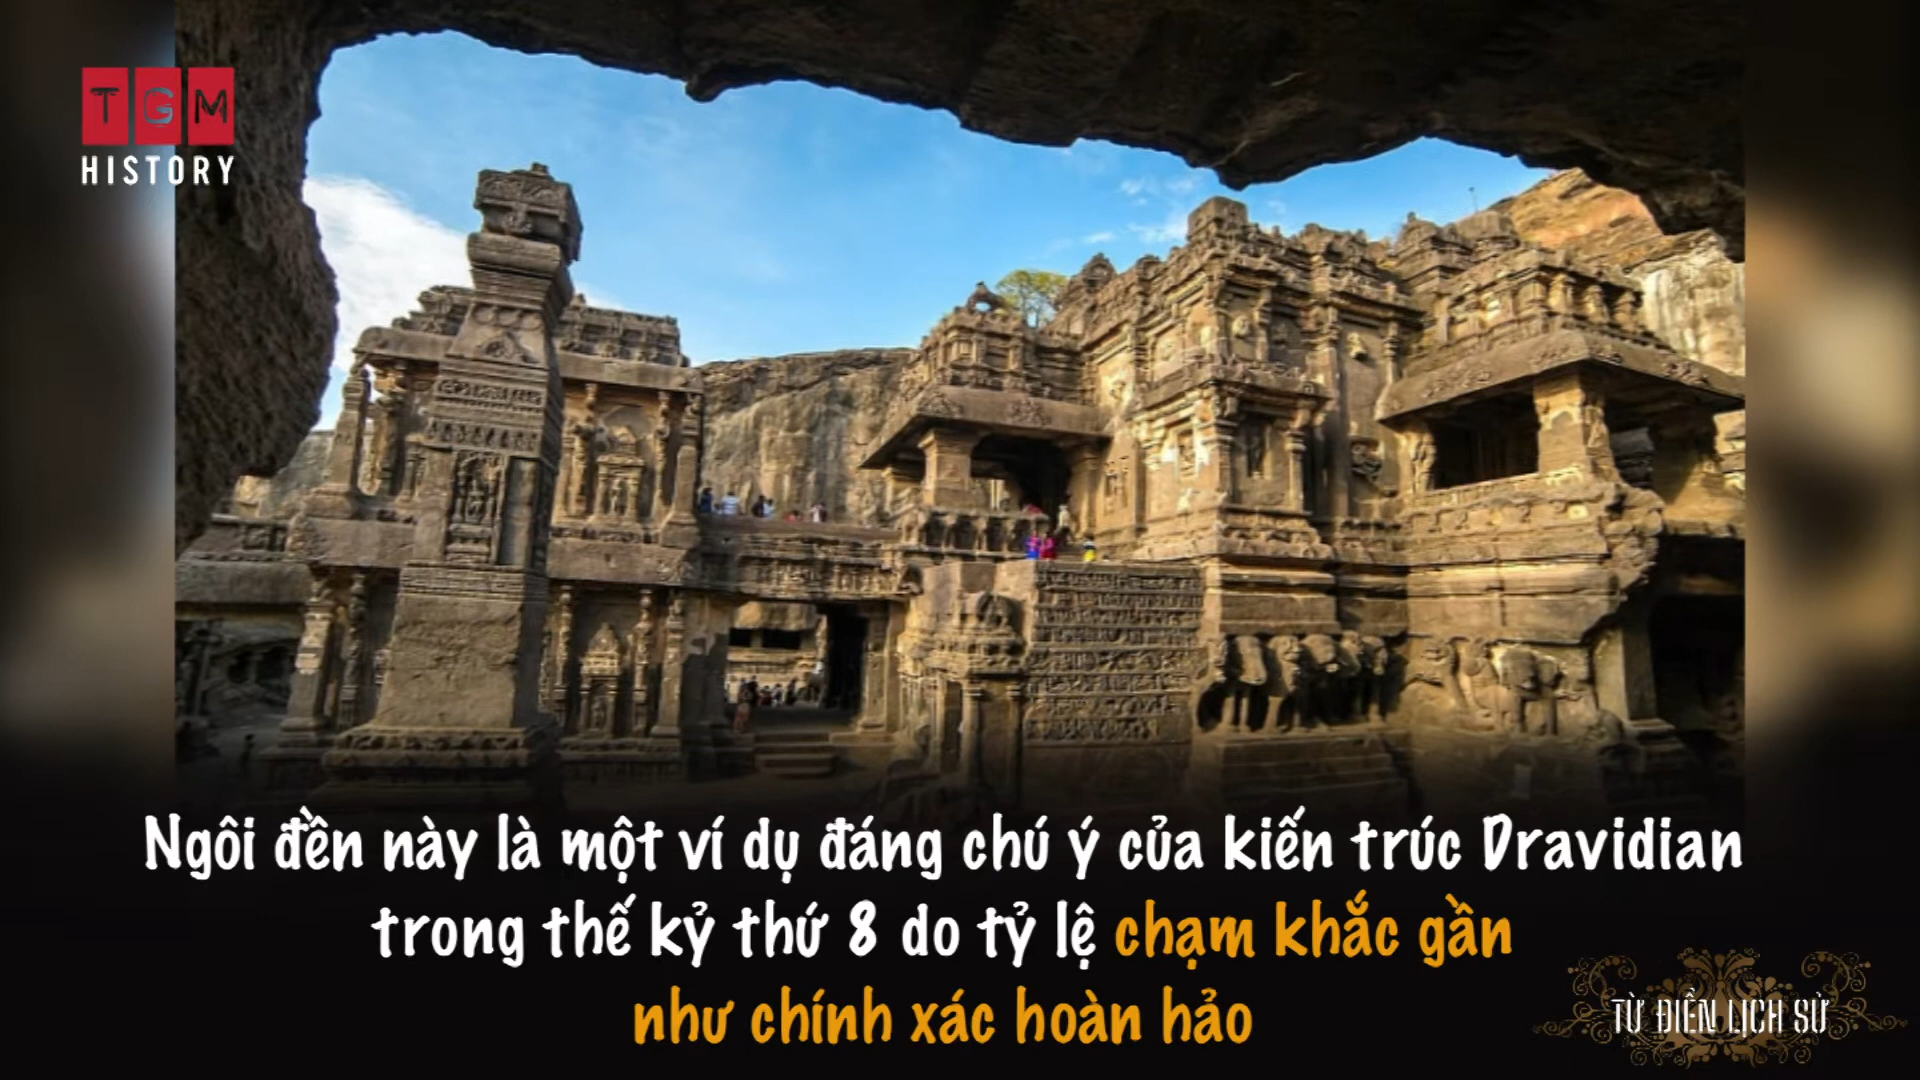 TGM
HISTORY
Ngôi đền này là một ví dụ đáng chú ý của kiến trúc Dravidian
trong thế kỷ thứ 8 do tỷ lệ chạm khắc gần
như chính xác hoàn hảo
TỪ ĐIỂN LỊCH SỬ